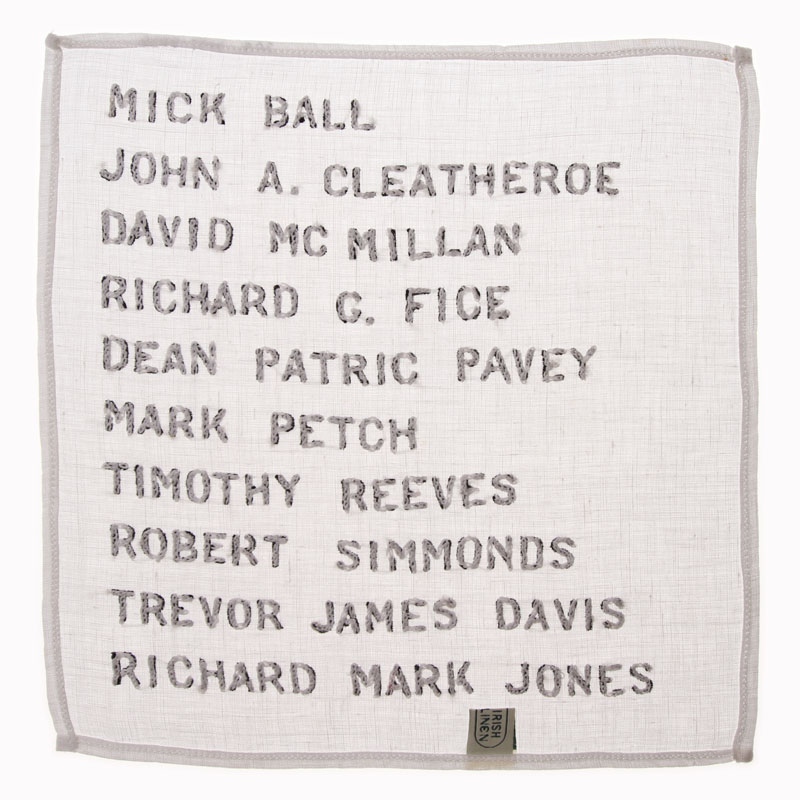 MICK BALL
JOHN A. CLEATHEROE
DAVID MC MILLAN
RICHARD G. FICE
DEAN PATRIC PAVEY
MARK PETCH
TIMOTHY REEVES
ROBERT SIMMONDS
TREVOR JAMES DAVIS
RICHARD MARK JONES
IRISH
LINEN